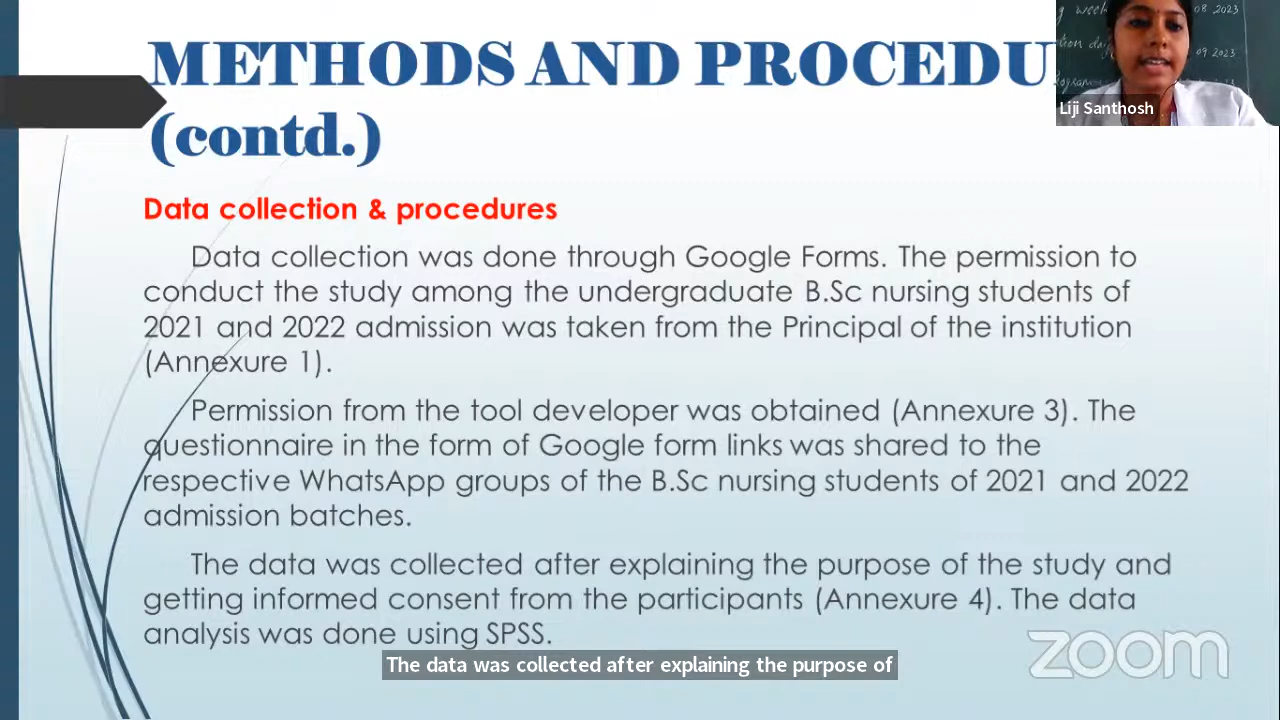 METHODS AND PROCEDU
(contd.)
08 2023
09.2023
Liji Santhosh
Data collection & procedures
Data collection was done through Google Forms. The permission to
conduct the study among the undergraduate B.Sc nursing students of
2021 and 2022 admission was taken from the Principal of the institution
(Annexure 1).
Permission from the tool developer was obtained (Annexure 3). The
questionnaire in the form of Google form links was shared to the
respective WhatsApp groups of the B.Sc nursing students of 2021 and 2022
admission batches.
The data was collected after explaining the purpose of the study and
getting informed consent from the participants (Annexure 4). The data
analysis was done using SPSS.
The data was collected after explaining the purpose of
zoom